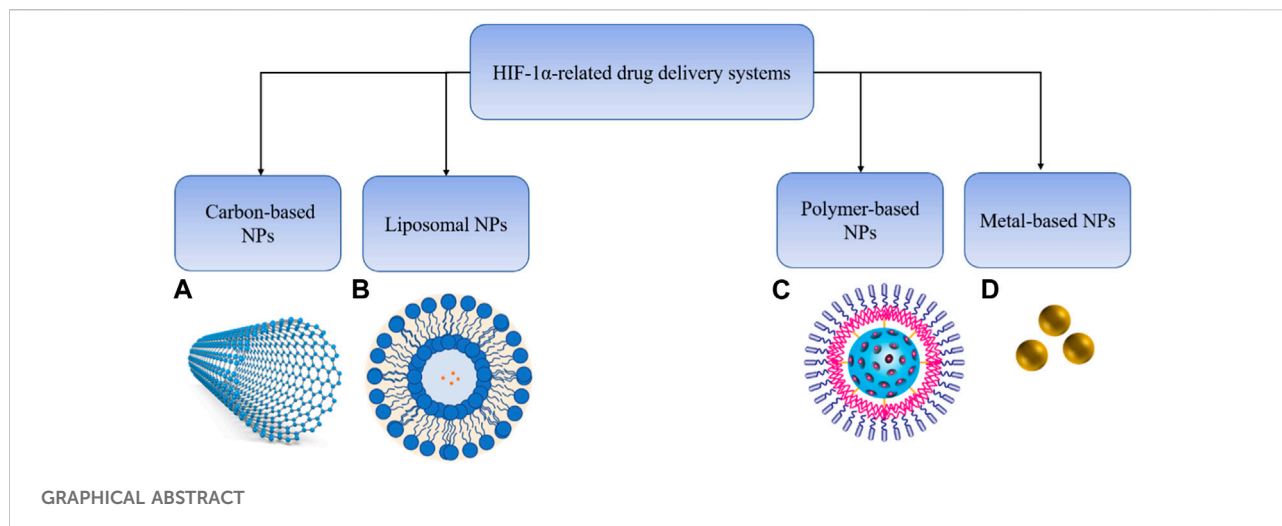 HIF-1α-related drug delivery systems
Carbon-based
NPs
Liposomal NPs
Polymer-based
NPs
Metal-based NPs
A
B
C
D
GRAPHICAL ABSTRACT